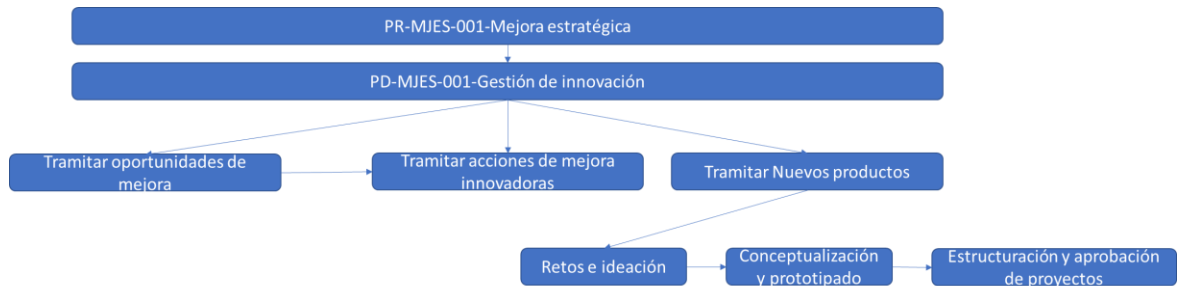 PR-MJES-001-Mejora estratégica
PD-MJES-001-Gestión de innovación
Tramitar oportunidades de
mejora
Tramitar acciones de mejora
innovadoras
Tramitar Nuevos productos
Retos e ideación
Conceptualización
y prototipado
Estructuración y aprobación
de proyectos